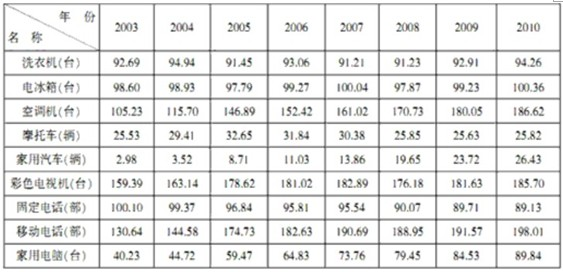 年 份 2003 2004 2005 2006 2007 2008 2009 2010
名 称
洗衣机(台) 92.69 94.94 91.45 93.06 91.21 91.23 92.91 94.26
电冰箱(台) 98.60 98.93 97.79 99.27 100.04 97.87 99.23 100.36
空调机(台) 105.23 115.70 146.89 152.42 161.02 170.73 180.05 186.62
摩托车(辆) 25.53 29.41 32.65 31.84 30.38 25.85 25.63 25.82
家用汽车(辆) 2.98 3.52 8.71 11.03 13.86 19.65 23.72 26.43
彩色电视机(台) 159.39 163.14 178.62 181.02 182.89 176.18 181.63 185.70
固定电话(部) 100.10 99.37 96.84 95.81 95.54 90.07 89.71 89.13
移动电话(部) 130.64 144.58 174.73 182.63 190.69 188.95 191.57 198.01
家用电脑(台) 40.23 44.72 59.47 64.83 73.76 79.45 84.53 89.84